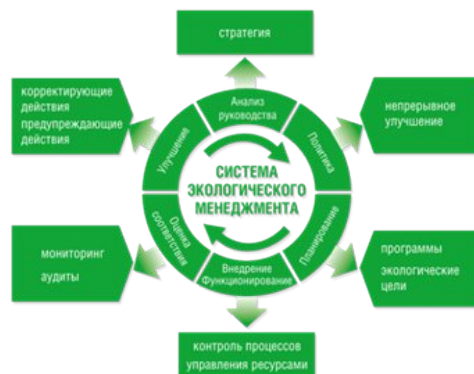 стратегия
корректирующие
действия
предупреждающие
действия
Анализ
руководства
непрерывное
улучшение
Улучшение
Политика
СИСТЕМА
ЭКОЛОГИЧЕСКОГО
МЕНЕДЖМЕНТА
Оценка
соответствия
Планирование
мониторинг
аудиты
Внедрение
Функционирование
программы
экологические
цели
контроль процессов
управления ресурсами